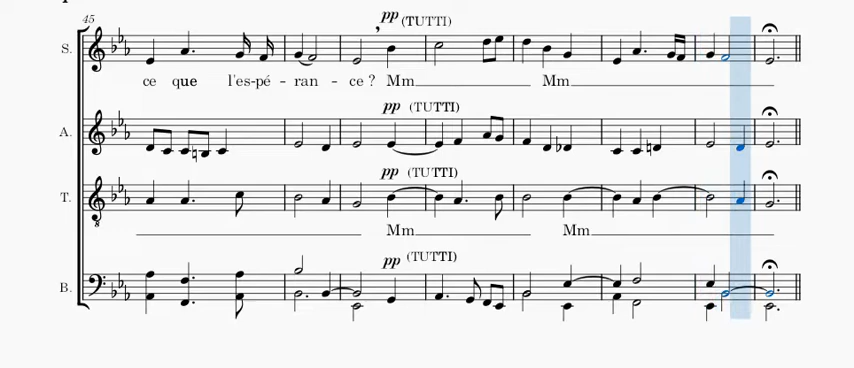 45
pp (TUTTI)
S.
ce que l'es-pé - ran - ce ? Mm Mm
pp (TUTTI)
A.
pp (TUTTI)
T.
8
Mm Mm
pp (TUTTI)
B.